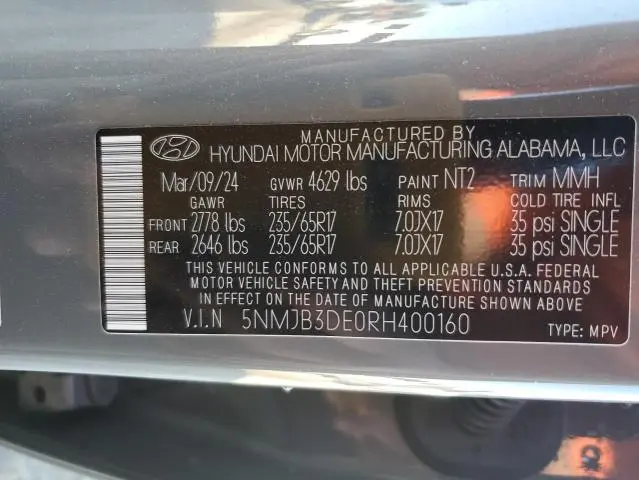 MANUFACTURED BY
HYUNDAI MOTOR MANUFACTURING ALABAMA, LLC
Mar/09/24 GVWR 4629 lbs PAINT NT2 TRIM MMH
GAWR TIRES RIMS COLD TIRE INFL
FRONT 2778 lbs 235/65R17 7.0JX17 35 psi SINGLE
REAR 2646 lbs 235/65R17 7.0JX17 35 psi SINGLE
THIS VEHICLE CONFORMS TO ALL APPLICABLE U.S.A. FEDERAL
MOTOR VEHICLE SAFETY AND THEFT PREVENTION STANDARDS
IN EFFECT ON THE DATE OF MANUFACTURE SHOWN ABOVE
V.I.N 5NMJB3DE0RH400160 TYPE: MPV